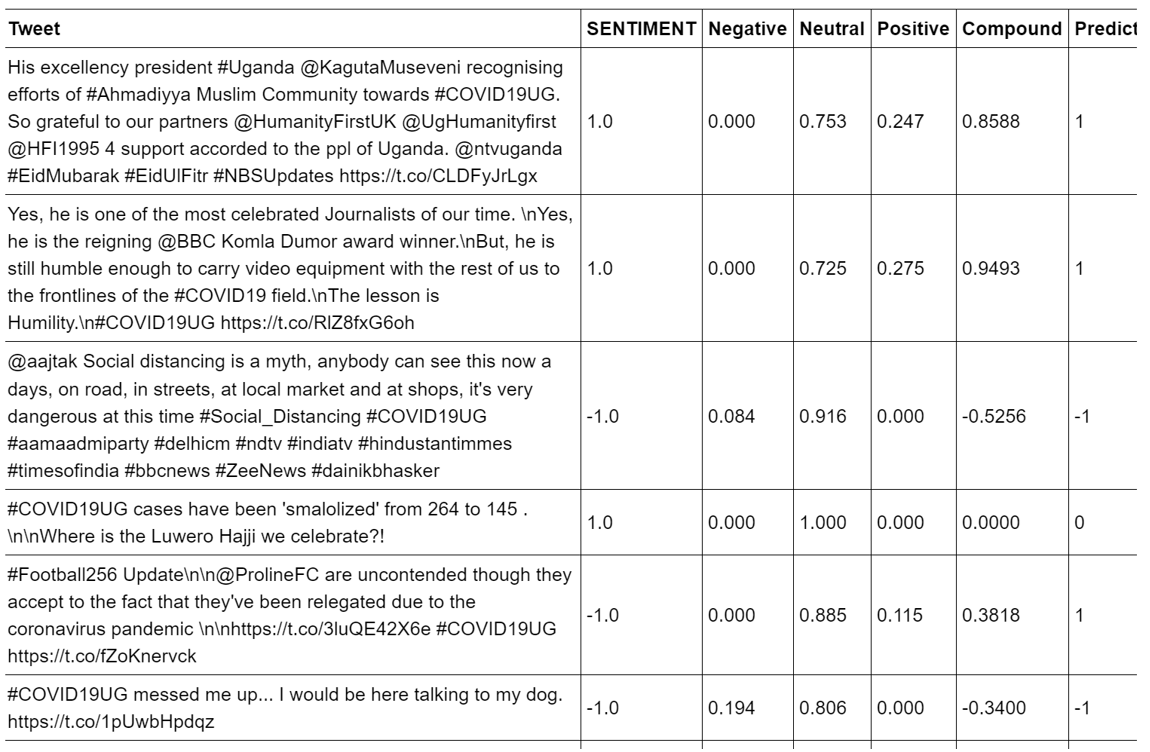 Tweet SENTIMENT Negative Neutral Positive Compound Predict
His excellency president #Uganda @KagutaMuseveni recognising
efforts of #Ahmadiyya Muslim Community towards #COVID19UG.
So grateful to our partners @HumanityFirstUK @UgHumanityfirst 1.0 0.000 0.753 0.247 0.8588 1
@HFI1995 4 support accorded to the ppl of Uganda. @ntvuganda
#EidMubarak #EidUlFitr #NBSUpdates https://t.co/CLDFyJrLgx
Yes, he is one of the most celebrated Journalists of our time. \nYes,
he is the reigning @BBC Komla Dumor award winner.\nBut, he is
still humble enough to carry video equipment with the rest of us to 1.0 0.000 0.725 0.275 0.9493 1
the frontlines of the #COVID19 field.\nThe lesson is
Humility.\n#COVID19UG https://t.co/RlZ8fxG6oh
@aajtak Social distancing is a myth, anybody can see this now a
days, on road, in streets, at local market and at shops, it's very
dangerous at this time #Social_Distancing #COVID19UG -1.0 0.084 0.916 0.000 -0.5256 -1
#aamaadmiparty #delhicm #ndtv #indiatv #hindustantimmes
#timesofindia #bbcnews #ZeeNews #dainikbhasker
#COVID19UG cases have been 'smalolized' from 264 to 145 . 1.0 0.000 1.000 0.000 0.0000 0
\n\nWhere is the Luwero Hajji we celebrate?!
#Football256 Update\n\n@ProlineFC are uncontended though they
accept to the fact that they've been relegated due to the -1.0 0.000 0.885 0.115 0.3818 1
coronavirus pandemic \n\nhttps://t.co/3luQE42X6e #COVID19UG
https://t.co/fZoKnervck
#COVID19UG messed me up... I would be here talking to my dog. -1.0 0.194 0.806 0.000 -0.3400 -1
https://t.co/1pUwbHpdqz